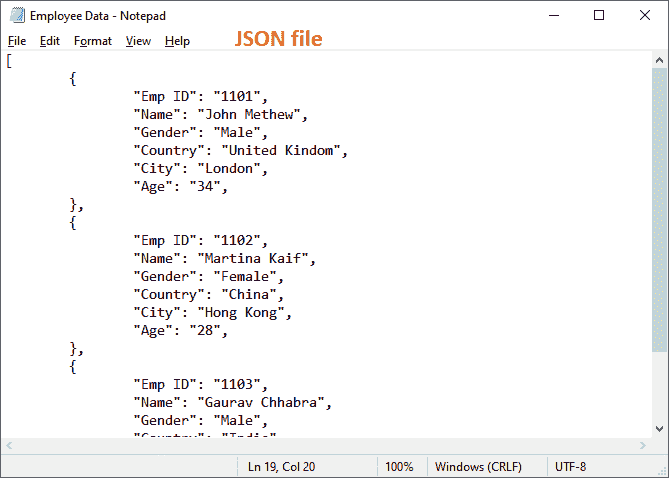 Employee Data - Notepad
File Edit Format View Help JSON file
[
{
"Emp ID": "1101",
"Name": "John Methew",
"Gender": "Male",
"Country": "United Kindom",
"City": "London",
"Age": "34",
},
{
"Emp ID": "1102",
"Name": "Martina Kaif",
"Gender": "Female",
"Country": "China",
"City": "Hong Kong",
"Age": "28",
},
{
"Emp ID": "1103",
"Name": "Gaurav Chhabra",
"Gender": "Male",
"Country": "India"
Ln 19, Col 20 100% Windows (CRLF) UTF-8